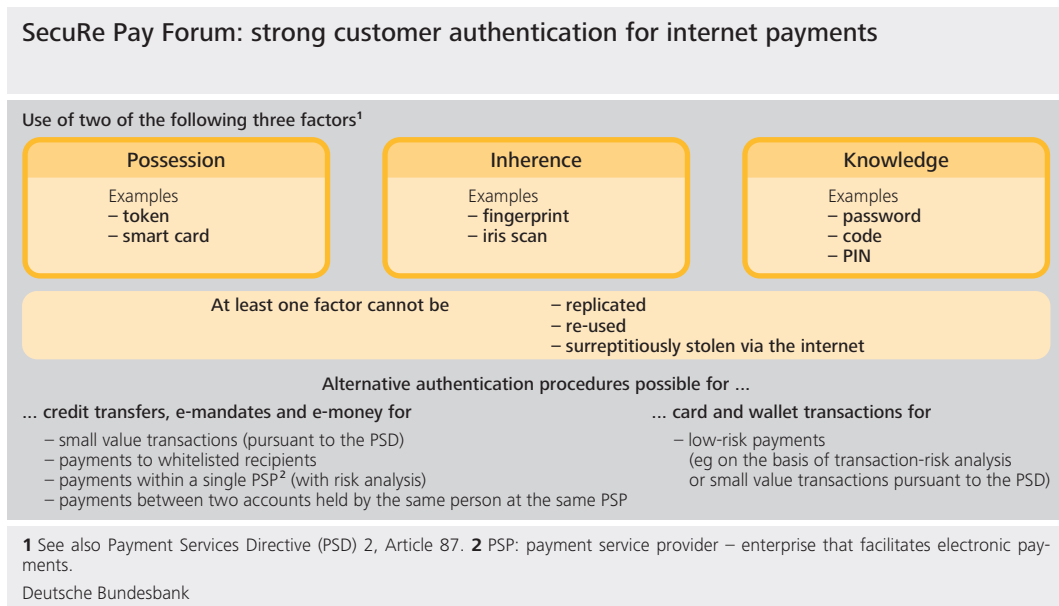 SecuRe Pay Forum: strong customer authentication for internet payments
Use of two of the following three factors¹
Possession
Examples
– token
– smart card
Inherence
Examples
– fingerprint
– iris scan
Knowledge
Examples
– password
– code
– PIN
At least one factor cannot be
– replicated
– re-used
– surreptitiously stolen via the internet
Alternative authentication procedures possible for ...
... credit transfers, e-mandates and e-money for
– small value transactions (pursuant to the PSD)
– payments to whitelisted recipients
– payments within a single PSP² (with risk analysis)
– payments between two accounts held by the same person at the same PSP
... card and wallet transactions for
– low-risk payments
(eg on the basis of transaction-risk analysis
or small value transactions pursuant to the PSD)
1 See also Payment Services Directive (PSD) 2, Article 87. 2 PSP: payment service provider – enterprise that facilitates electronic pay-
ments.
Deutsche Bundesbank